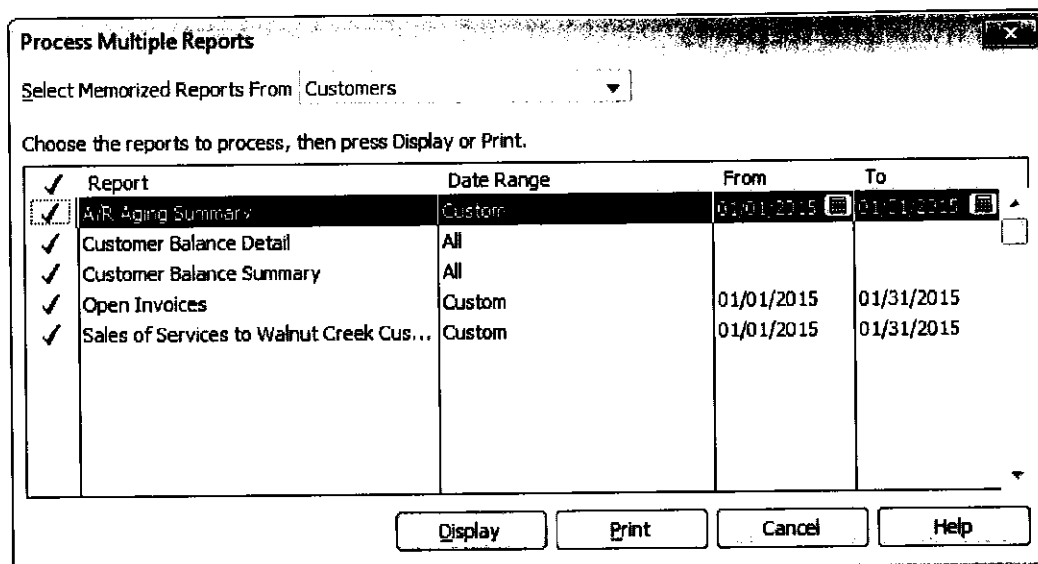 Process Multiple Reports
Select Memorized Reports From Customers
Choose the reports to process, then press Display or Print.
Report Date Range From To
A/R Aging Summary Custom 01/01/2015
Customer Balance Detail All
Customer Balance Summary All
Open Invoices Custom 01/01/2015 01/31/2015
Sales of Services to Walnut Creek Cus... Custom 01/01/2015 01/31/2015
Display Print Cancel Help